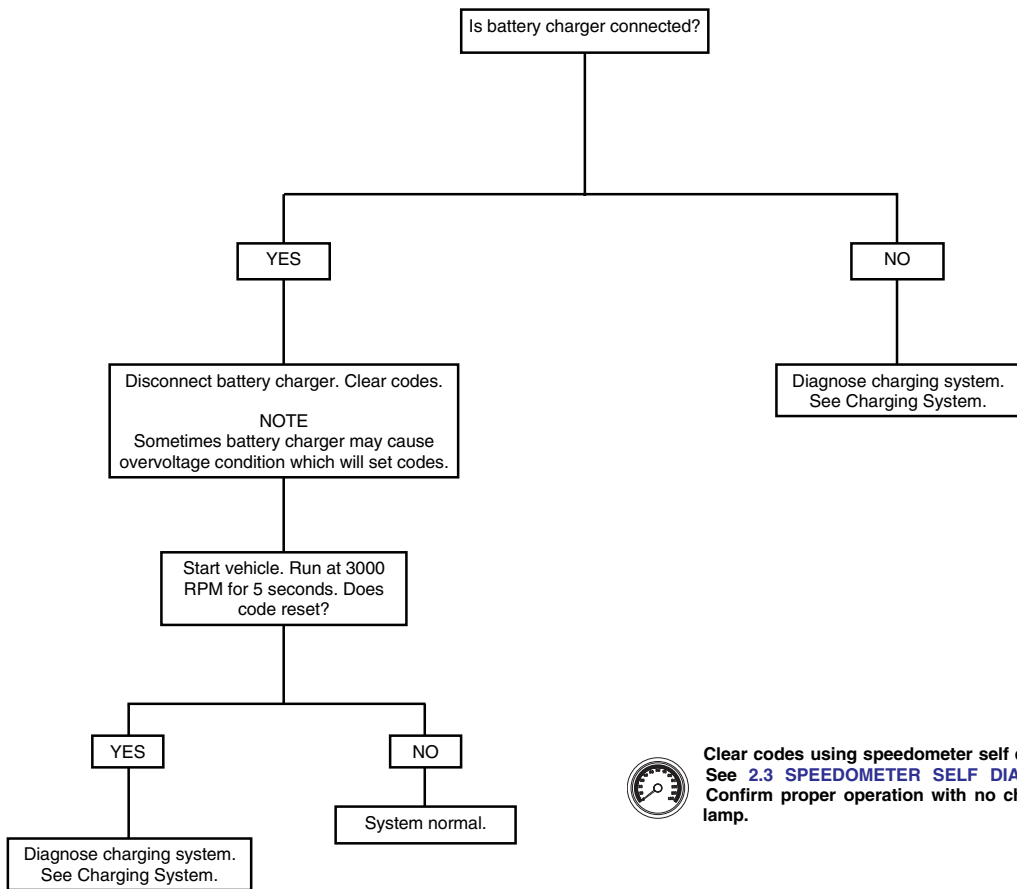 Is battery charger connected?
YES
NO
Disconnect battery charger. Clear codes.
NOTE
Sometimes battery charger may cause
overvoltage condition which will set codes.
Diagnose charging system.
See Charging System.
Start vehicle. Run at 3000
RPM for 5 seconds. Does
code reset?
YES
NO
Diagnose charging system.
See Charging System.
System normal.
Clear codes using speedometer self
See 2.3 SPEEDOMETER SELF
Confirm proper operation with no
lamp.